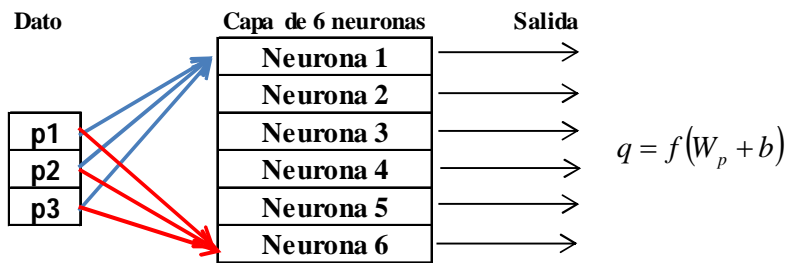 Dato Capa de 6 neuronas Salida
Neurona 1
Neurona 2
p1 Neurona 3
p2 Neurona 4
p3 Neurona 5
Neurona 6
q = f(W_p + b)